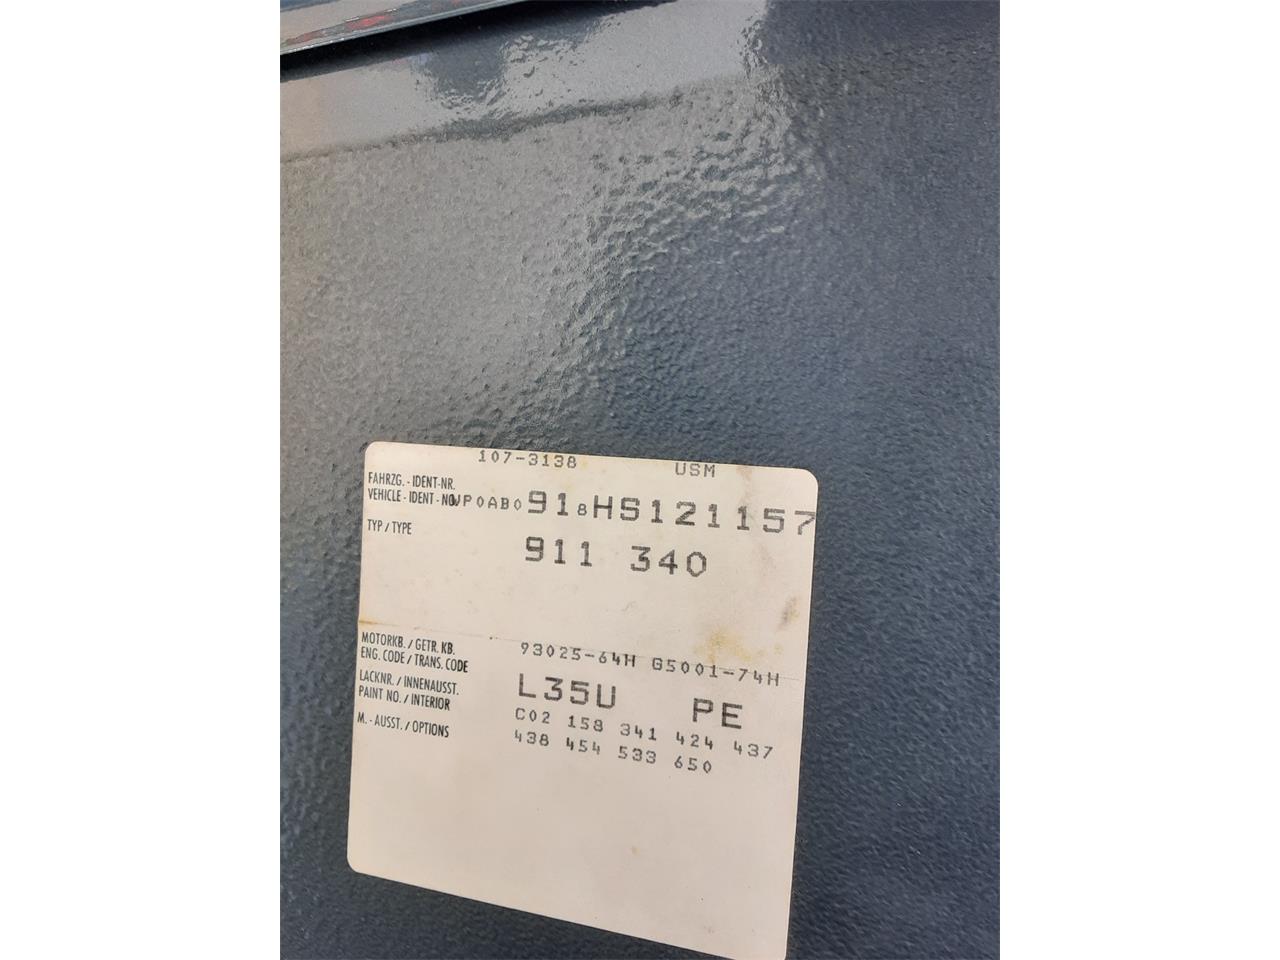 107-3138 USM
FAHRZG. - IDENT-NR.
VEHICLE - IDENT - NO. WP0AB0918HS121157
TYP / TYPE 911 340
MOTORKB. / GETR. KB.
ENG. CODE / TRANS. CODE 93025-64H G5001-74H
LACKNR. / INNENAUSST.
PAINT NO. / INTERIOR L35U PE
M. - AUSST. / OPTIONS C02 158 341 424 437
438 454 533 650